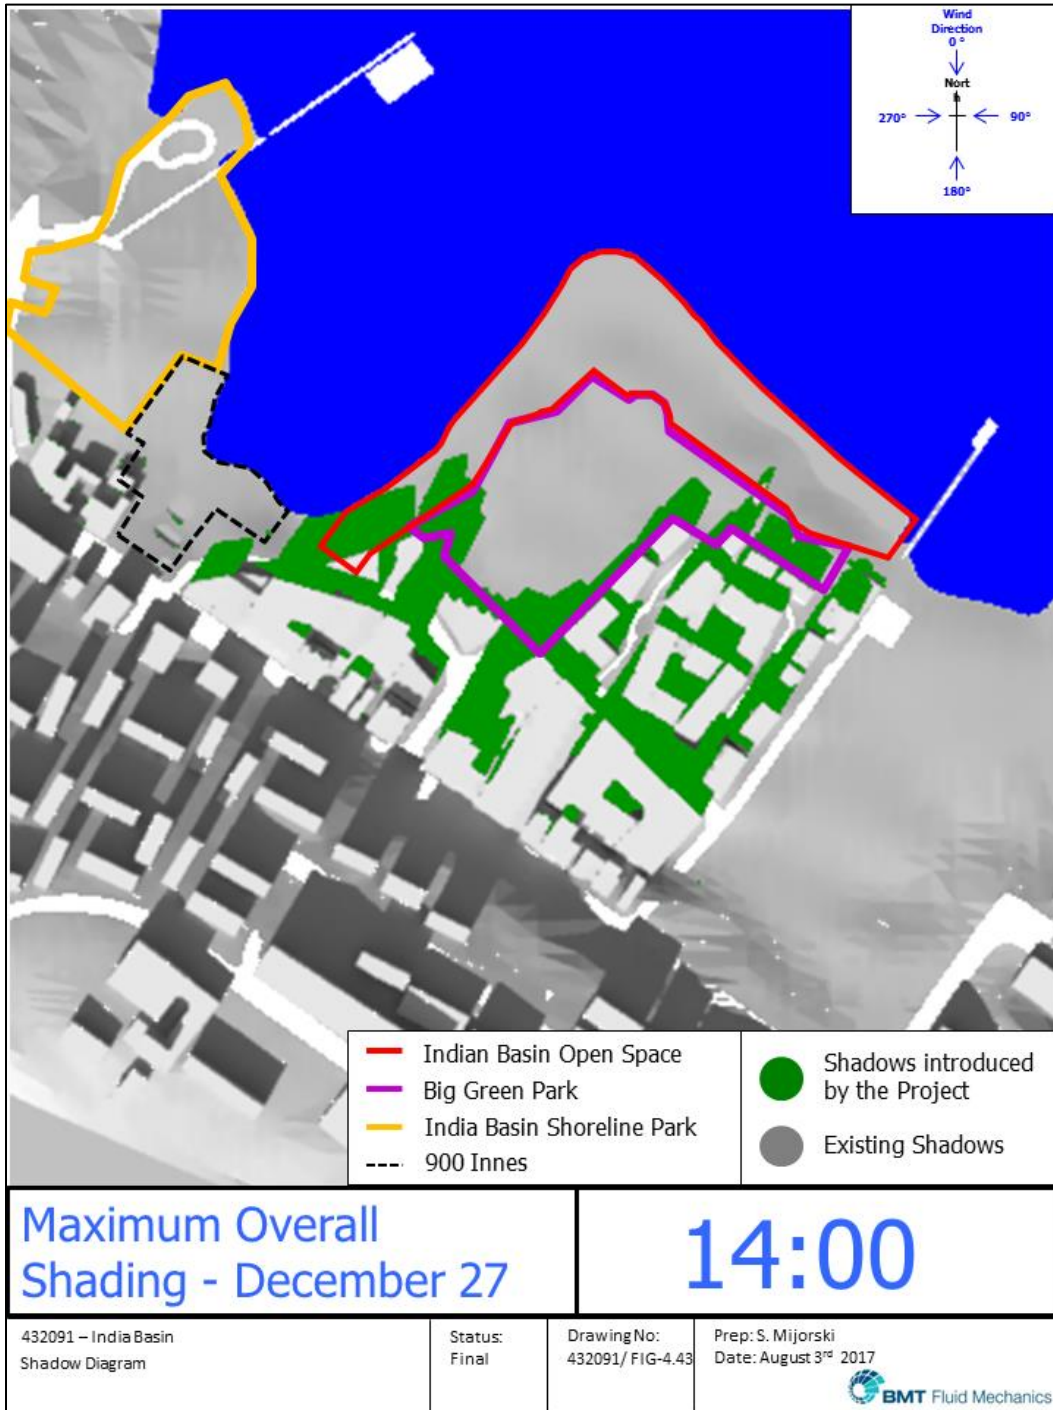 Wind
Direction
0 °
Nort
h
270°
90°
180°
Indian Basin Open Space
Big Green Park
India Basin Shoreline Park
900 Innes
Shadows introduced
by the Project
Existing Shadows
Maximum Overall
Shading - December 27
14:00
432091 – India Basin
Shadow Diagram
Status:
Final
Drawing No:
432091/ FIG-4.43
Prep: S. Mijorski
Date: August 3rd 2017
BMT Fluid Mechanics